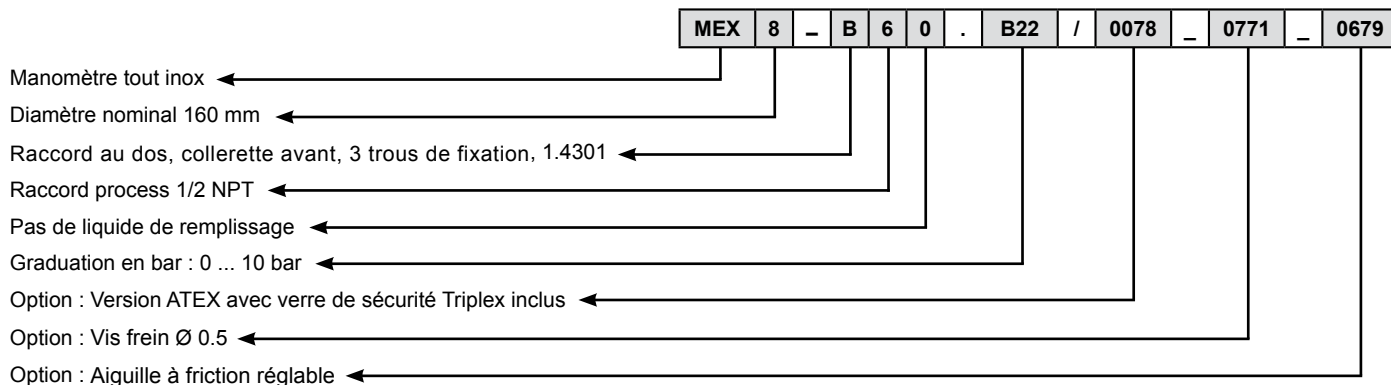 MEX 8 – B 6 0 . B22 / 0078 _ 0771 _ 0679
Manomètre tout inox
Diamètre nominal 160 mm
Raccord au dos, collerette avant, 3 trous de fixation, 1.4301
Raccord process 1/2 NPT
Pas de liquide de remplissage
Graduation en bar : 0 ... 10 bar
Option : Version ATEX avec verre de sécurité Triplex inclus
Option : Vis frein Ø 0.5
Option : Aiguille à friction réglable